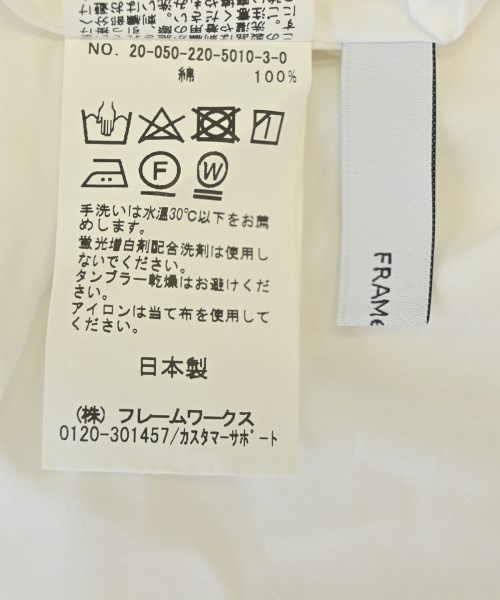 NO. 20-050-220-5010-3-0
綿 100%
F W
手洗いは水温30℃以下をお薦
めします。
蛍光増白剤配合洗剤は使用し
ないでください。
タンブラー乾燥はお避けくだ
さい。
アイロンは当て布を使用して
ください。
日本製
(株) フレームワークス
0120-301457/カスタマーサポート
FRAMe